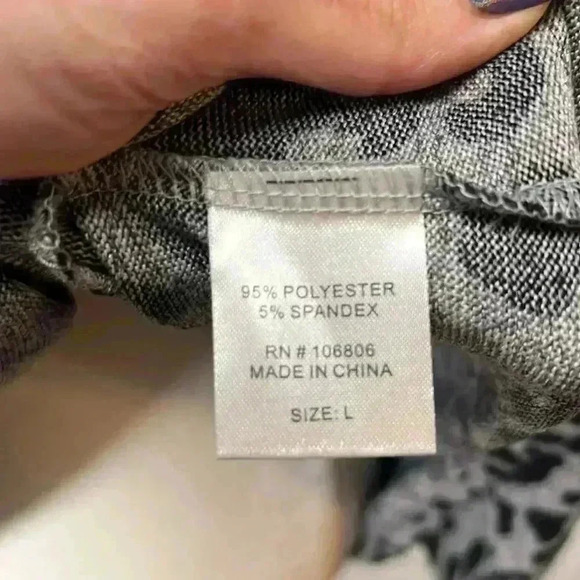 95% POLYESTER
5% SPANDEX
RN # 106806
MADE IN CHINA
SIZE: L